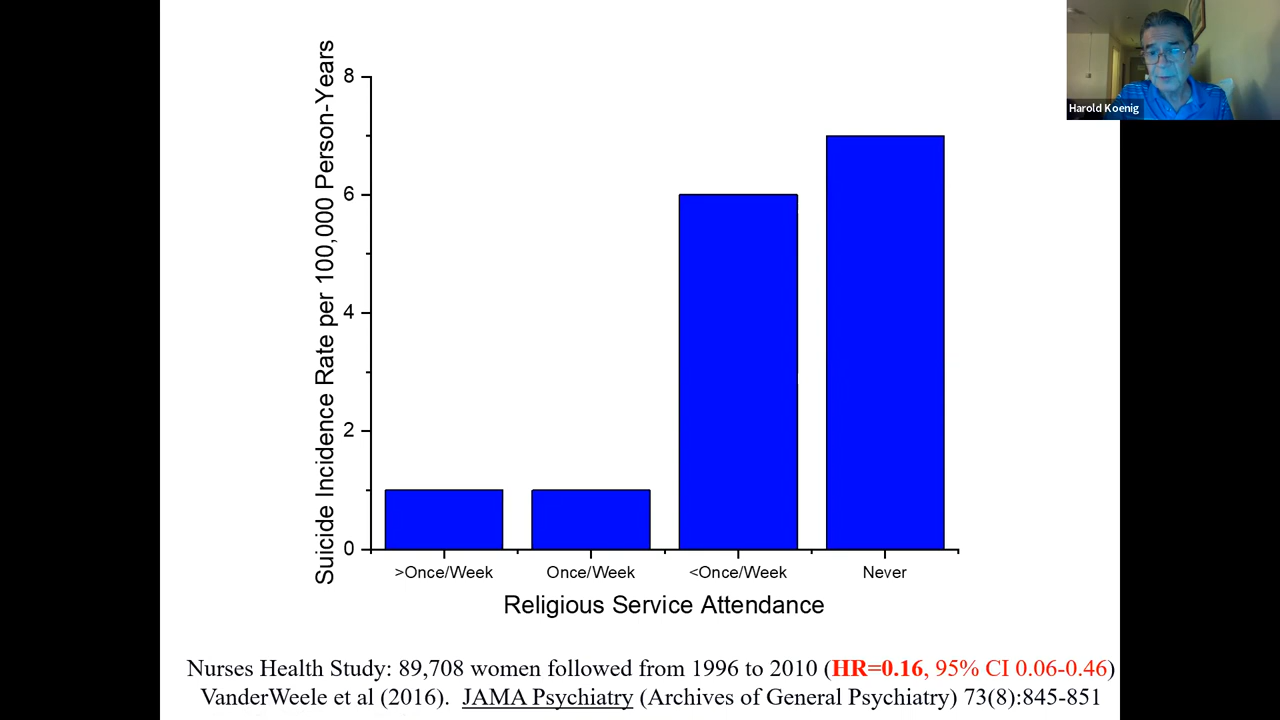 Harold Koenig
Suicide Incidence Rate per 100,000 Person-Years
8
6
4
2
0
>Once/Week Once/Week <Once/Week Never
Religious Service Attendance
Nurses Health Study: 89,708 women followed from 1996 to 2010 (HR=0.16, 95% CI 0.06-0.46)
VanderWeele et al (2016). JAMA Psychiatry (Archives of General Psychiatry) 73(8):845-851